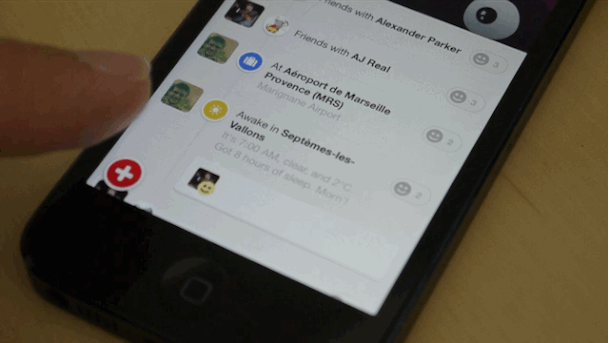 Friends with Alexander Parker
3
Friends with AJ Real
3
At Aéroport de Marseille
Provence (MRS)
Marignane Airport
2
Awake in Septèmes-les-
Vallons
It's 7:00 AM, clear, and 2°C.
Got 8 hours of sleep. Morn'!
2